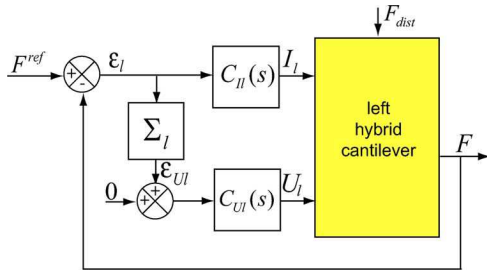 F_dist
F^ref + - ε_l C_Il(s) I_l
left
hybrid
cantilever
F
Σ_l
ε_Ul
0 + + C_Ul(s) U_l